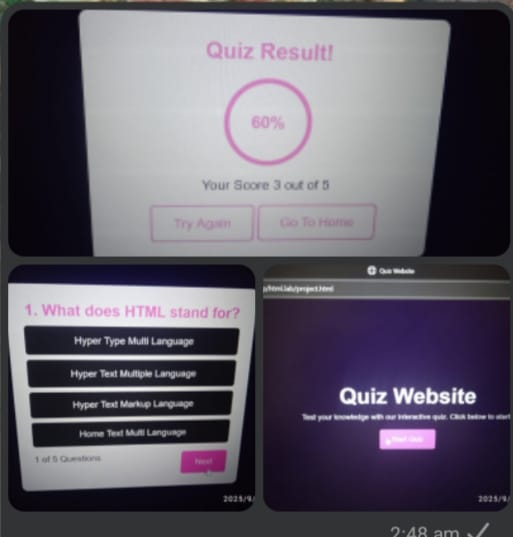 Quiz Result!
60%
Your Score 3 out of 5
Try Again
Go To Home
1. What does HTML stand for?
Hyper Type Multi Language
Hyper Text Multiple Language
Hyper Text Markup Language
Home Text Multi Language
1 of 5 Questions
Next
2025/9/
Quiz Website
/html.lab/project.html
Quiz Website
Test your knowledge with our interactive quiz. Click below to start
Start Quiz
2025/9/
2:48 am